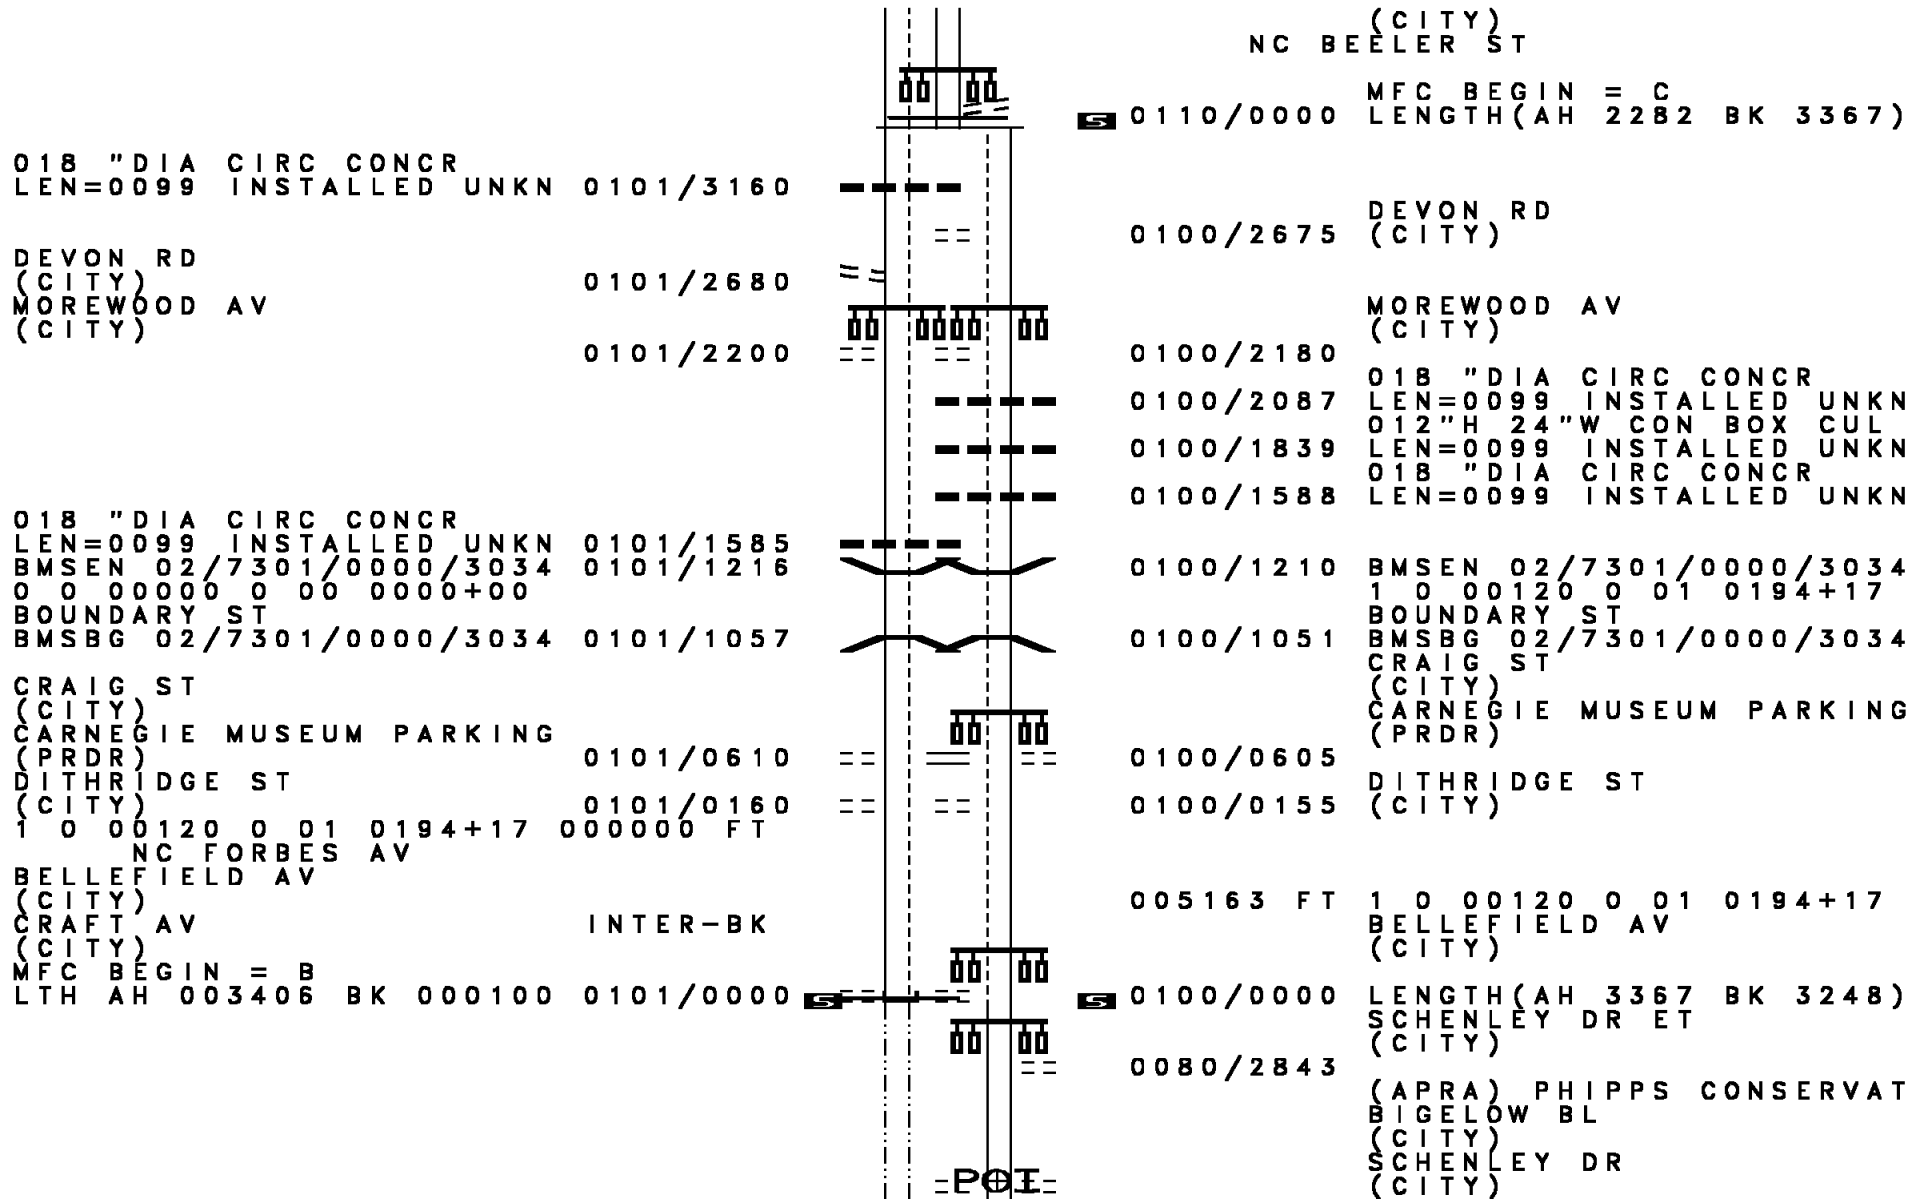 (CITY)
NC BEELER ST
MFC BEGIN = C
S 0110/0000 LENGTH(AH 2282 BK 3367)
018 "DIA CIRC CONCR
LEN=0099 INSTALLED UNKN 0101/3160
DEVON RD
0100/2675 (CITY)
DEVON RD
(CITY) 0101/2680
MOREWOOD AV
(CITY)
0101/2200
MOREWOOD AV
(CITY)
0100/2180
018 "DIA CIRC CONCR
0100/2087 LEN=0099 INSTALLED UNKN
012"H 24"W CON BOX CUL
0100/1839 LEN=0099 INSTALLED UNKN
018 "DIA CIRC CONCR
0100/1588 LEN=0099 INSTALLED UNKN
018 "DIA CIRC CONCR
LEN=0099 INSTALLED UNKN 0101/1585
BMSEN 02/7301/0000/3034 0101/1216
0 0 00000 0 00 0000+00
BOUNDARY ST
BMSBG 02/7301/0000/3034 0101/1057
0100/1210 BMSEN 02/7301/0000/3034
1 0 00120 0 01 0194+17
BOUNDARY ST
0100/1051 BMSBG 02/7301/0000/3034
CRAIG ST
(CITY)
CARNEGIE MUSEUM PARKING
(PRDR)
0100/0605
DITHRIDGE ST
0100/0155 (CITY)
CRAIG ST
(CITY)
CARNEGIE MUSEUM PARKING
(PRDR) 0101/0610
DITHRIDGE ST
(CITY) 0101/0160
1 0 00120 0 01 0194+17 000000 FT
NC FORBES AV
BELLEFIELD AV
(CITY)
CRAFT AV INTER-BK
(CITY)
MFC BEGIN = B
LTH AH 003406 BK 000100 0101/0000 S
005163 FT 1 0 00120 0 01 0194+17
BELLEFIELD AV
(CITY)
S 0100/0000 LENGTH(AH 3367 BK 3248)
SCHENLEY DR ET
(CITY)
0080/2843
(APRA) PHIPPS CONSERVAT
BIGELOW BL
(CITY)
SCHENLEY DR
(CITY)
POI